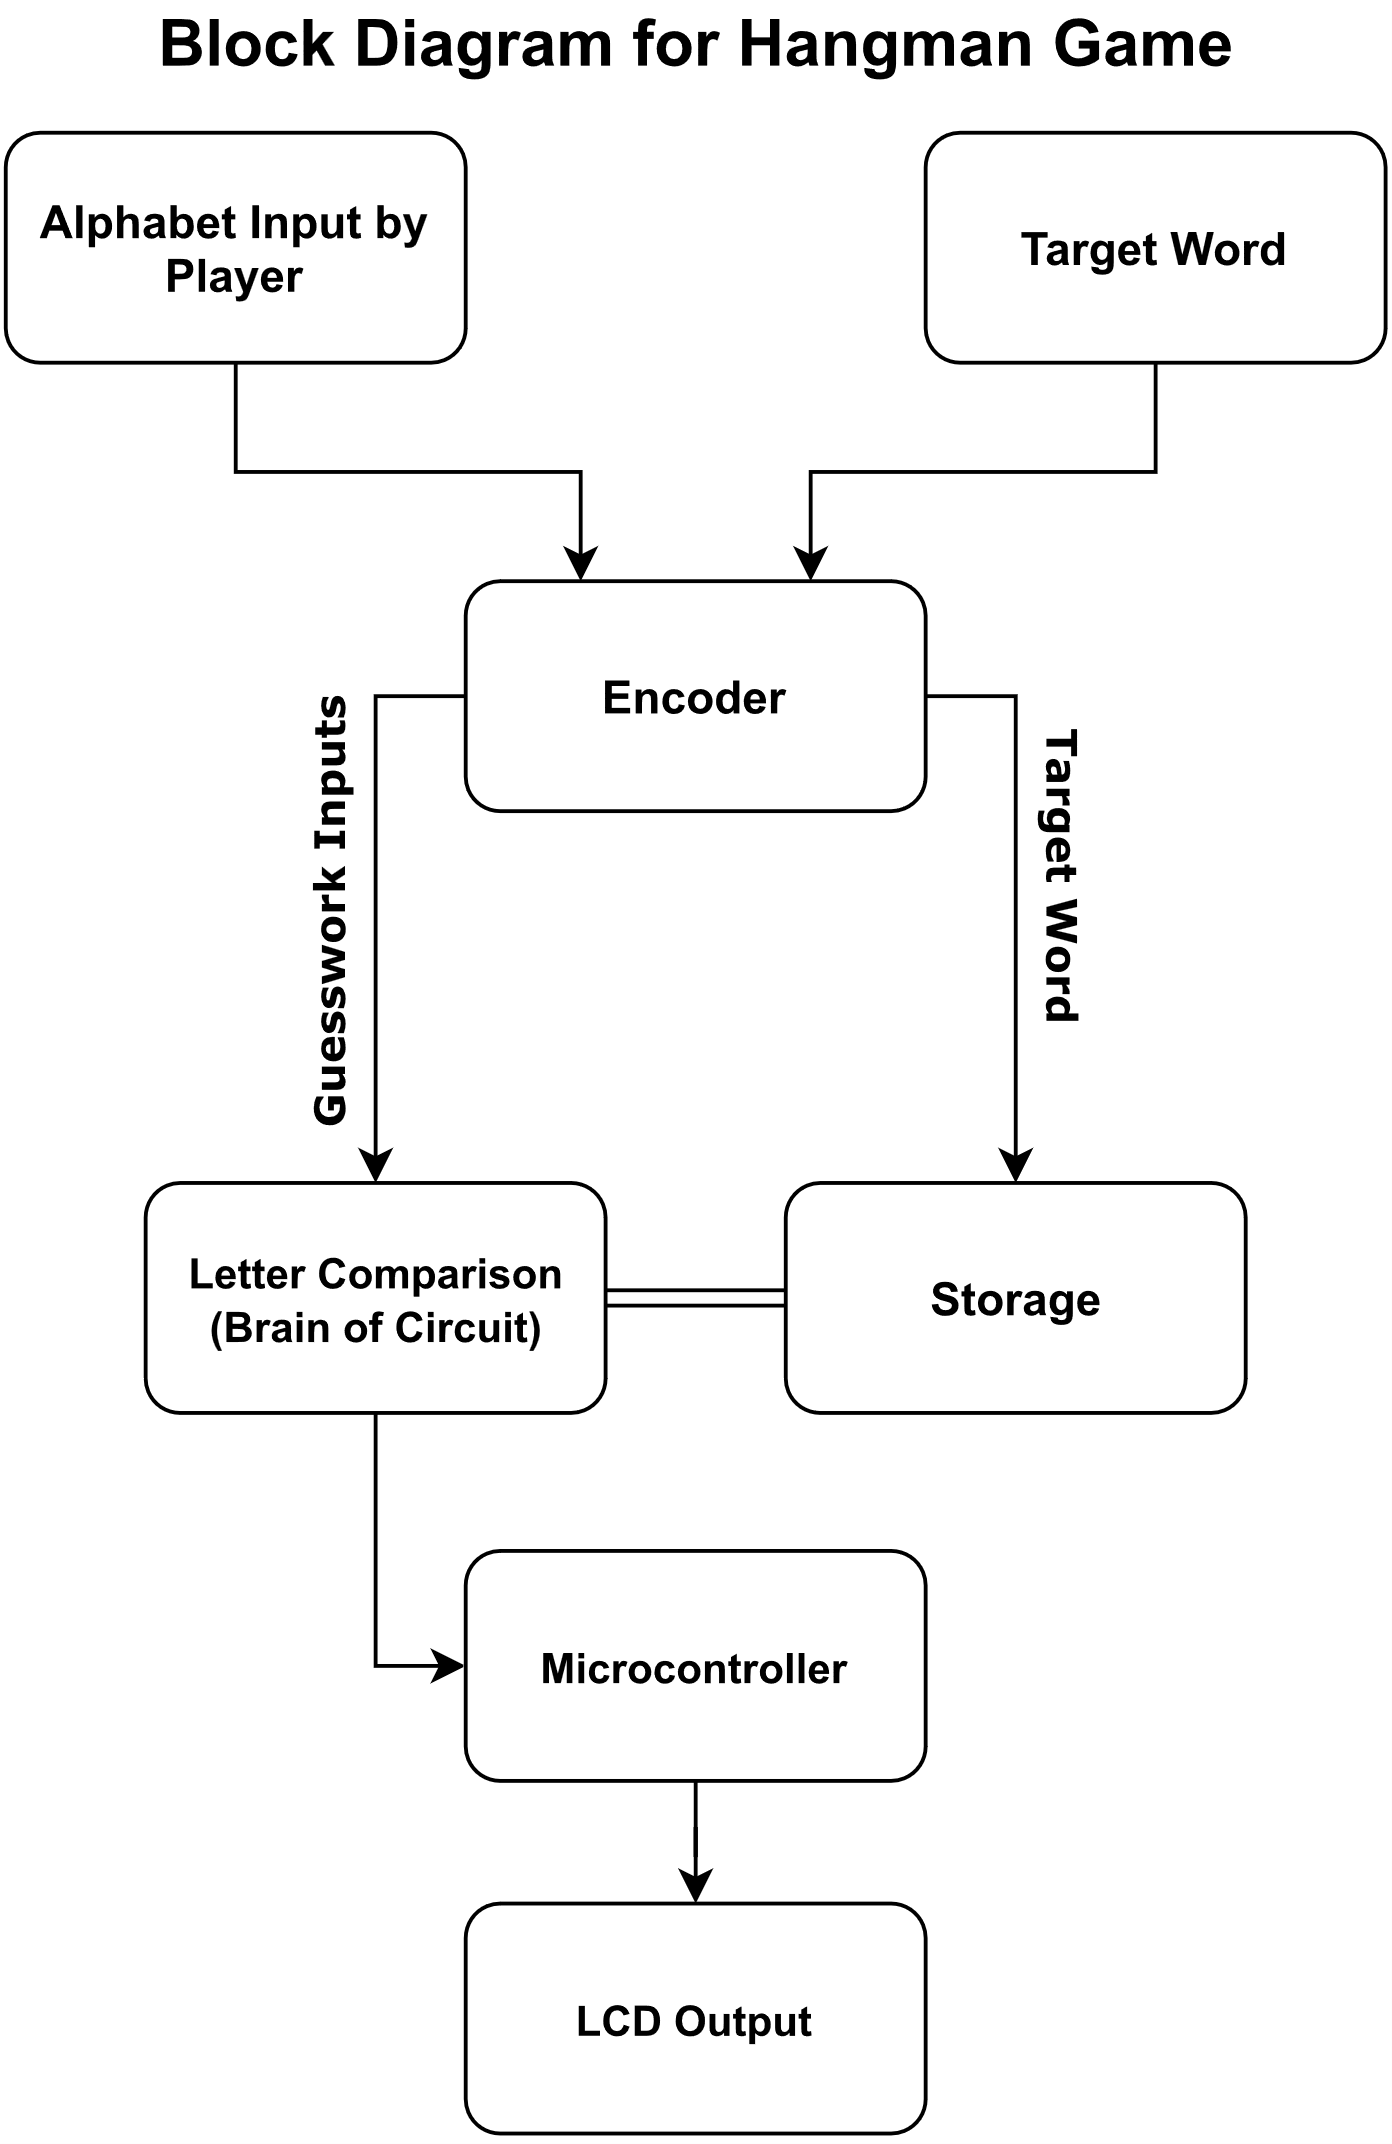 Block Diagram for Hangman Game
Alphabet Input by
Player
Target Word
Encoder
Guesswork Inputs
Target Word
Letter Comparison
(Brain of Circuit)
Storage
Microcontroller
LCD Output